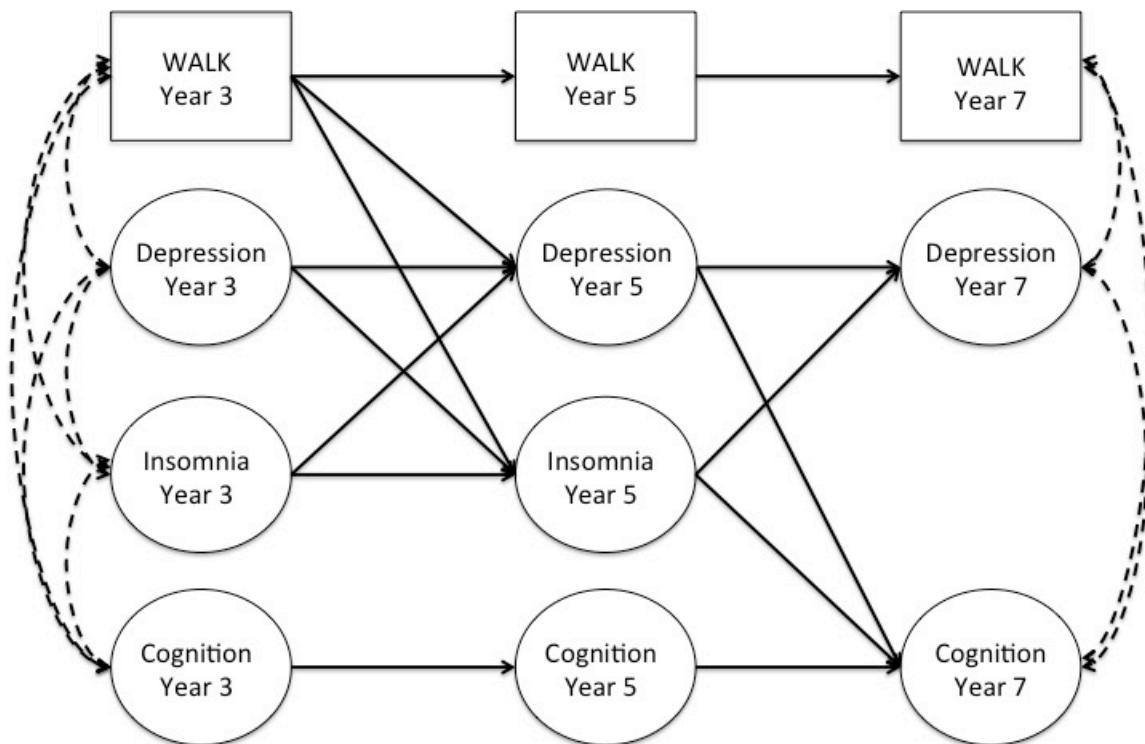 WALK
Year 3
WALK
Year 5
WALK
Year 7
Depression
Year 3
Depression
Year 5
Depression
Year 7
Insomnia
Year 3
Insomnia
Year 5
Cognition
Year 3
Cognition
Year 5
Cognition
Year 7